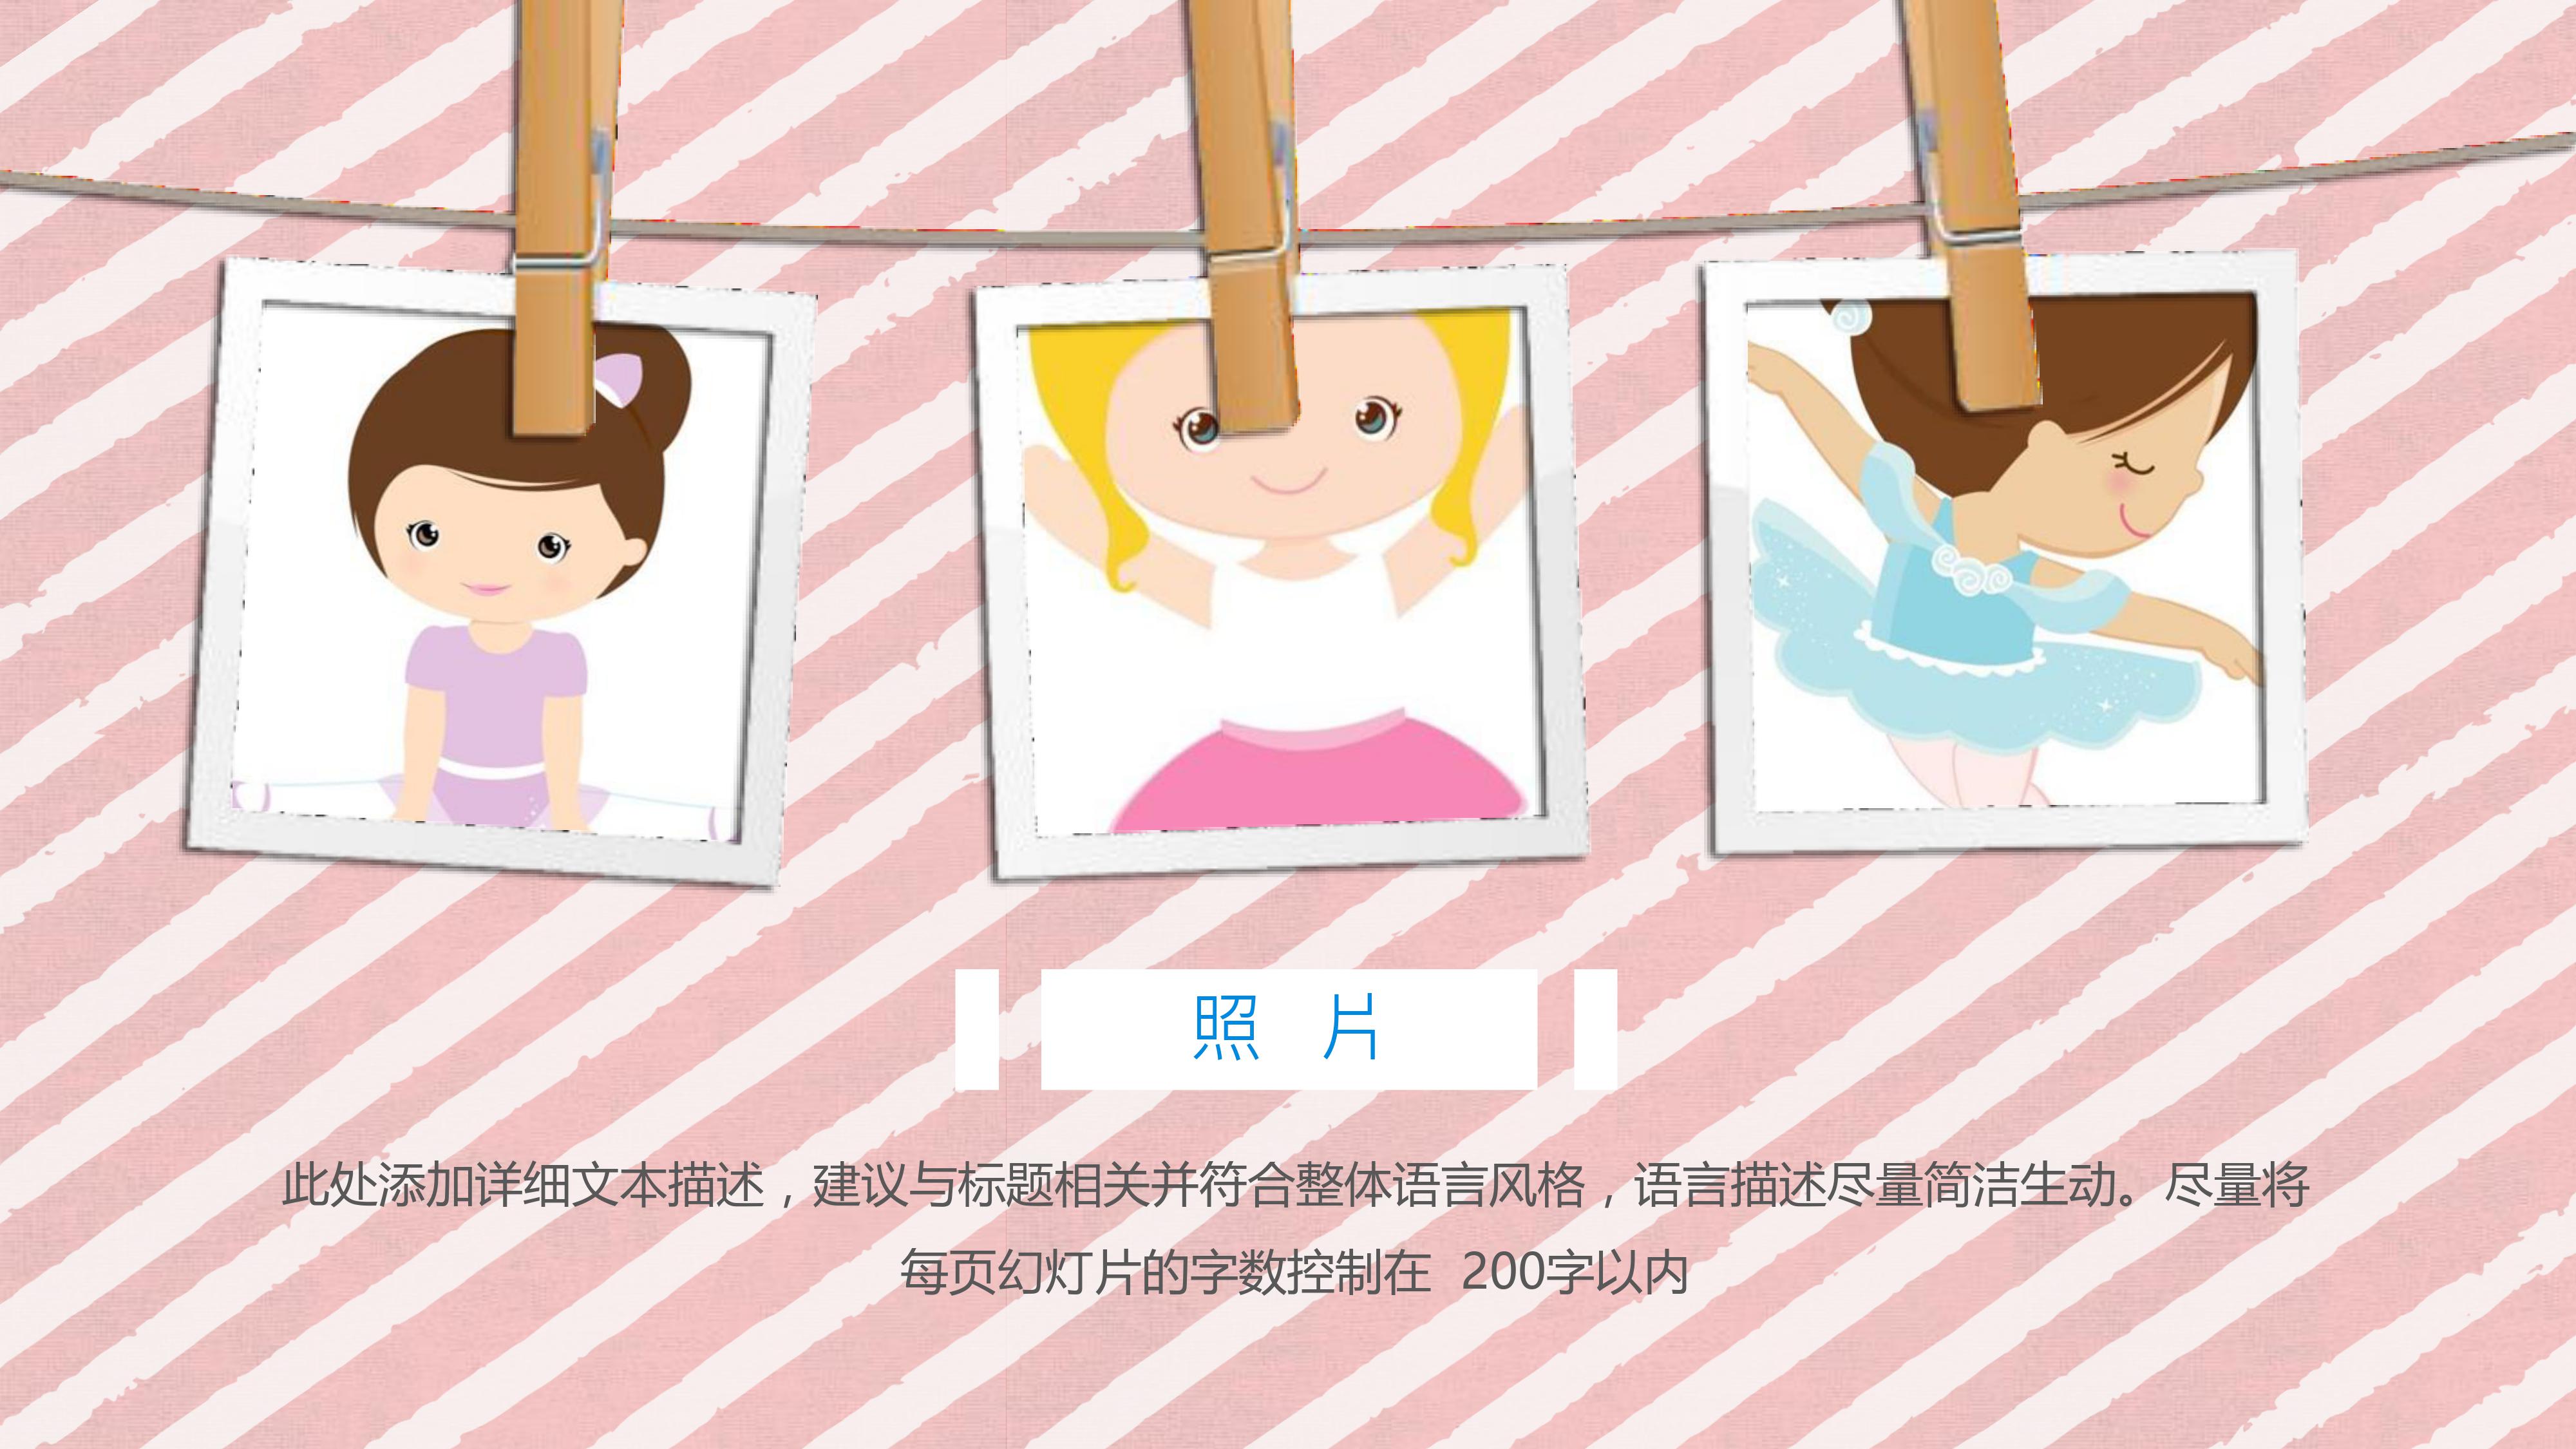 照 片
此处添加详细文本描述，建议与标题相关并符合整体语言风格，语言描述尽量简洁生动。尽量将
每页幻灯片的字数控制在 200字以内